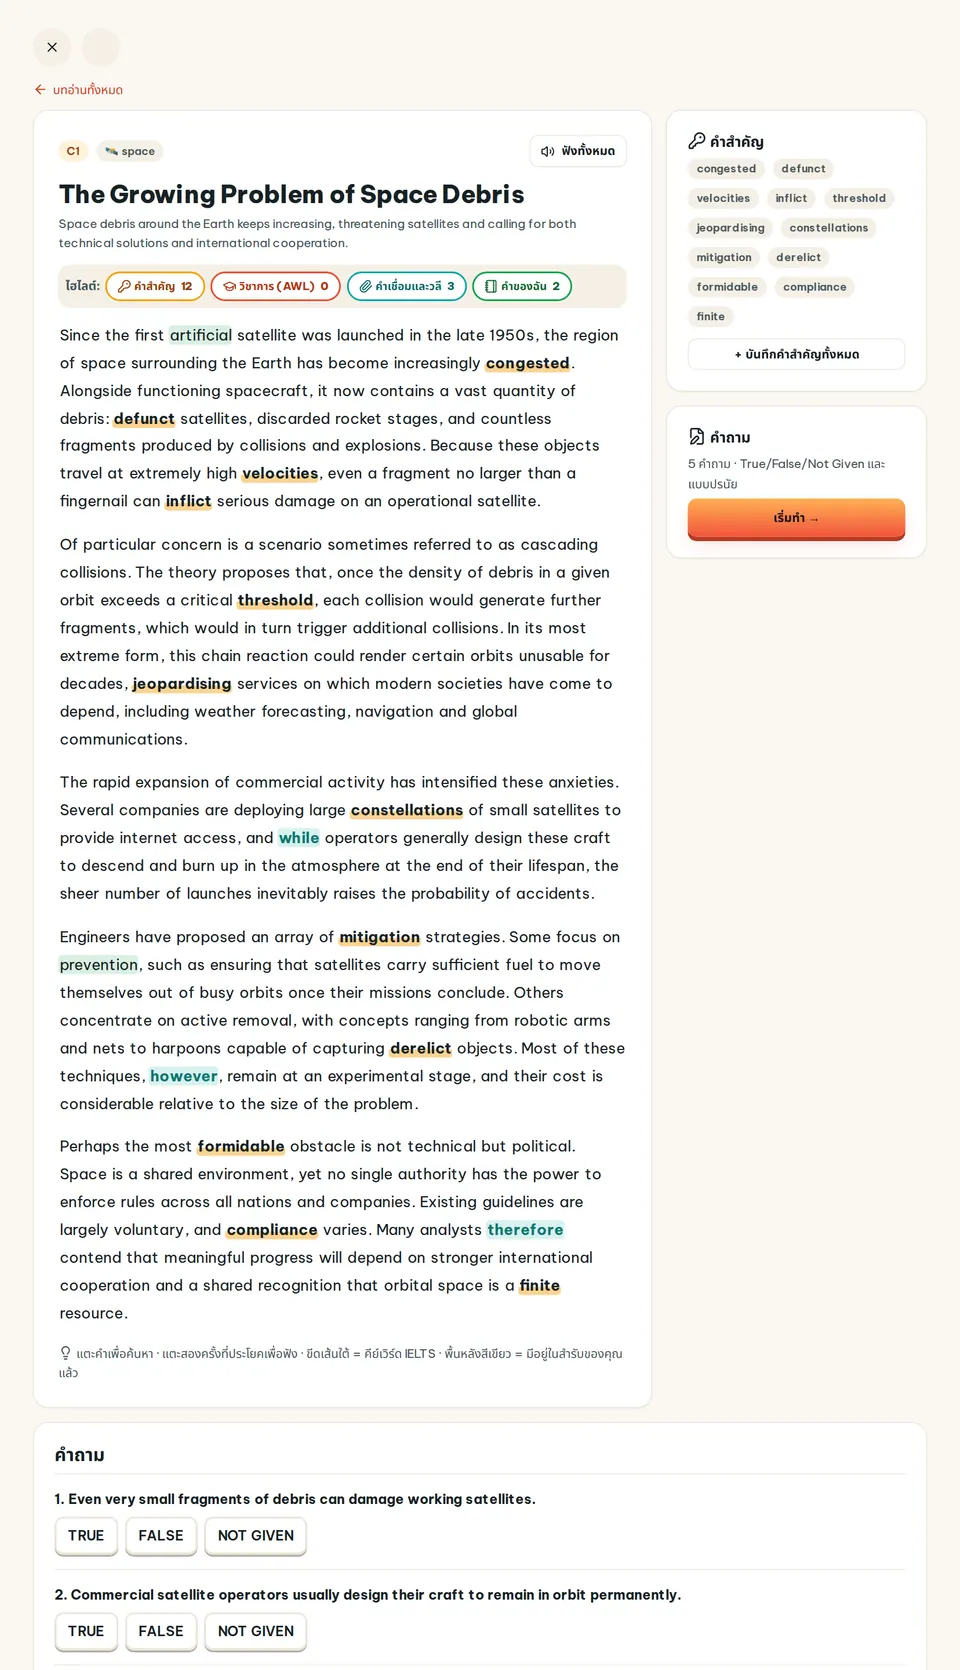 ← บทอ่านทั้งหมด
C1
space
ฟังทั้งหมด
The Growing Problem of Space Debris
Space debris around the Earth keeps increasing, threatening satellites and calling for both
technical solutions and international cooperation.
ไฮไลต์:
คำสำคัญ 12
วิชาการ (AWL) 0
คำเชื่อมและวลี 3
คำของฉัน 2
Since the first artificial satellite was launched in the late 1950s, the region
of space surrounding the Earth has become increasingly congested.
Alongside functioning spacecraft, it now contains a vast quantity of
debris: defunct satellites, discarded rocket stages, and countless
fragments produced by collisions and explosions. Because these objects
travel at extremely high velocities, even a fragment no larger than a
fingernail can inflict serious damage on an operational satellite.
Of particular concern is a scenario sometimes referred to as cascading
collisions. The theory proposes that, once the density of debris in a given
orbit exceeds a critical threshold, each collision would generate further
fragments, which would in turn trigger additional collisions. In its most
extreme form, this chain reaction could render certain orbits unusable for
decades, jeopardising services on which modern societies have come to
depend, including weather forecasting, navigation and global
communications.
The rapid expansion of commercial activity has intensified these anxieties.
Several companies are deploying large constellations of small satellites to
provide internet access, and while operators generally design these craft
to descend and burn up in the atmosphere at the end of their lifespan, the
sheer number of launches inevitably raises the probability of accidents.
Engineers have proposed an array of mitigation strategies. Some focus on
prevention, such as ensuring that satellites carry sufficient fuel to move
themselves out of busy orbits once their missions conclude. Others
concentrate on active removal, with concepts ranging from robotic arms
and nets to harpoons capable of capturing derelict objects. Most of these
techniques, however, remain at an experimental stage, and their cost is
considerable relative to the size of the problem.
Perhaps the most formidable obstacle is not technical but political.
Space is a shared environment, yet no single authority has the power to
enforce rules across all nations and companies. Existing guidelines are
largely voluntary, and compliance varies. Many analysts therefore
contend that meaningful progress will depend on stronger international
cooperation and a shared recognition that orbital space is a finite
resource.
แตะคำเพื่อค้นหา · แตะสองครั้งที่ประโยคเพื่อฟัง · ขีดเส้นใต้ = คีย์เวิร์ด IELTS · พื้นหลังสีเขียว = มีอยู่ในสำรับของคุณ
แล้ว
คำสำคัญ
congested defunct
velocities inflict threshold
jeopardising constellations
mitigation derelict
formidable compliance
finite
+ บันทึกคำสำคัญทั้งหมด
คำถาม
5 คำถาม · True/False/Not Given และ
แบบปรนัย
เริ่มทำ →
คำถาม
1. Even very small fragments of debris can damage working satellites.
TRUE FALSE NOT GIVEN
2. Commercial satellite operators usually design their craft to remain in orbit permanently.
TRUE FALSE NOT GIVEN